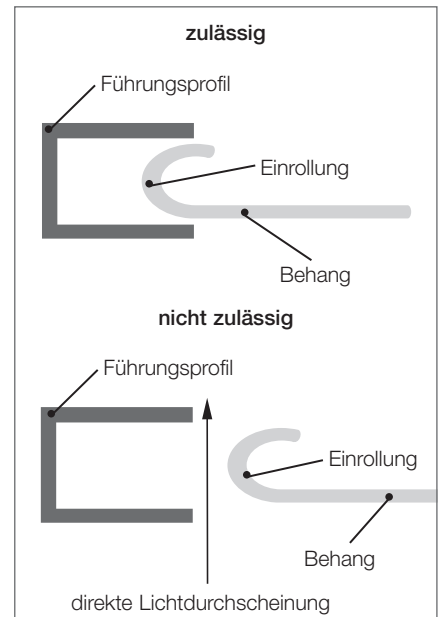 zulässig
Führungsprofil
Einrollung
Behang
nicht zulässig
Führungsprofil
Einrollung
Behang
direkte Lichtdurchscheinung